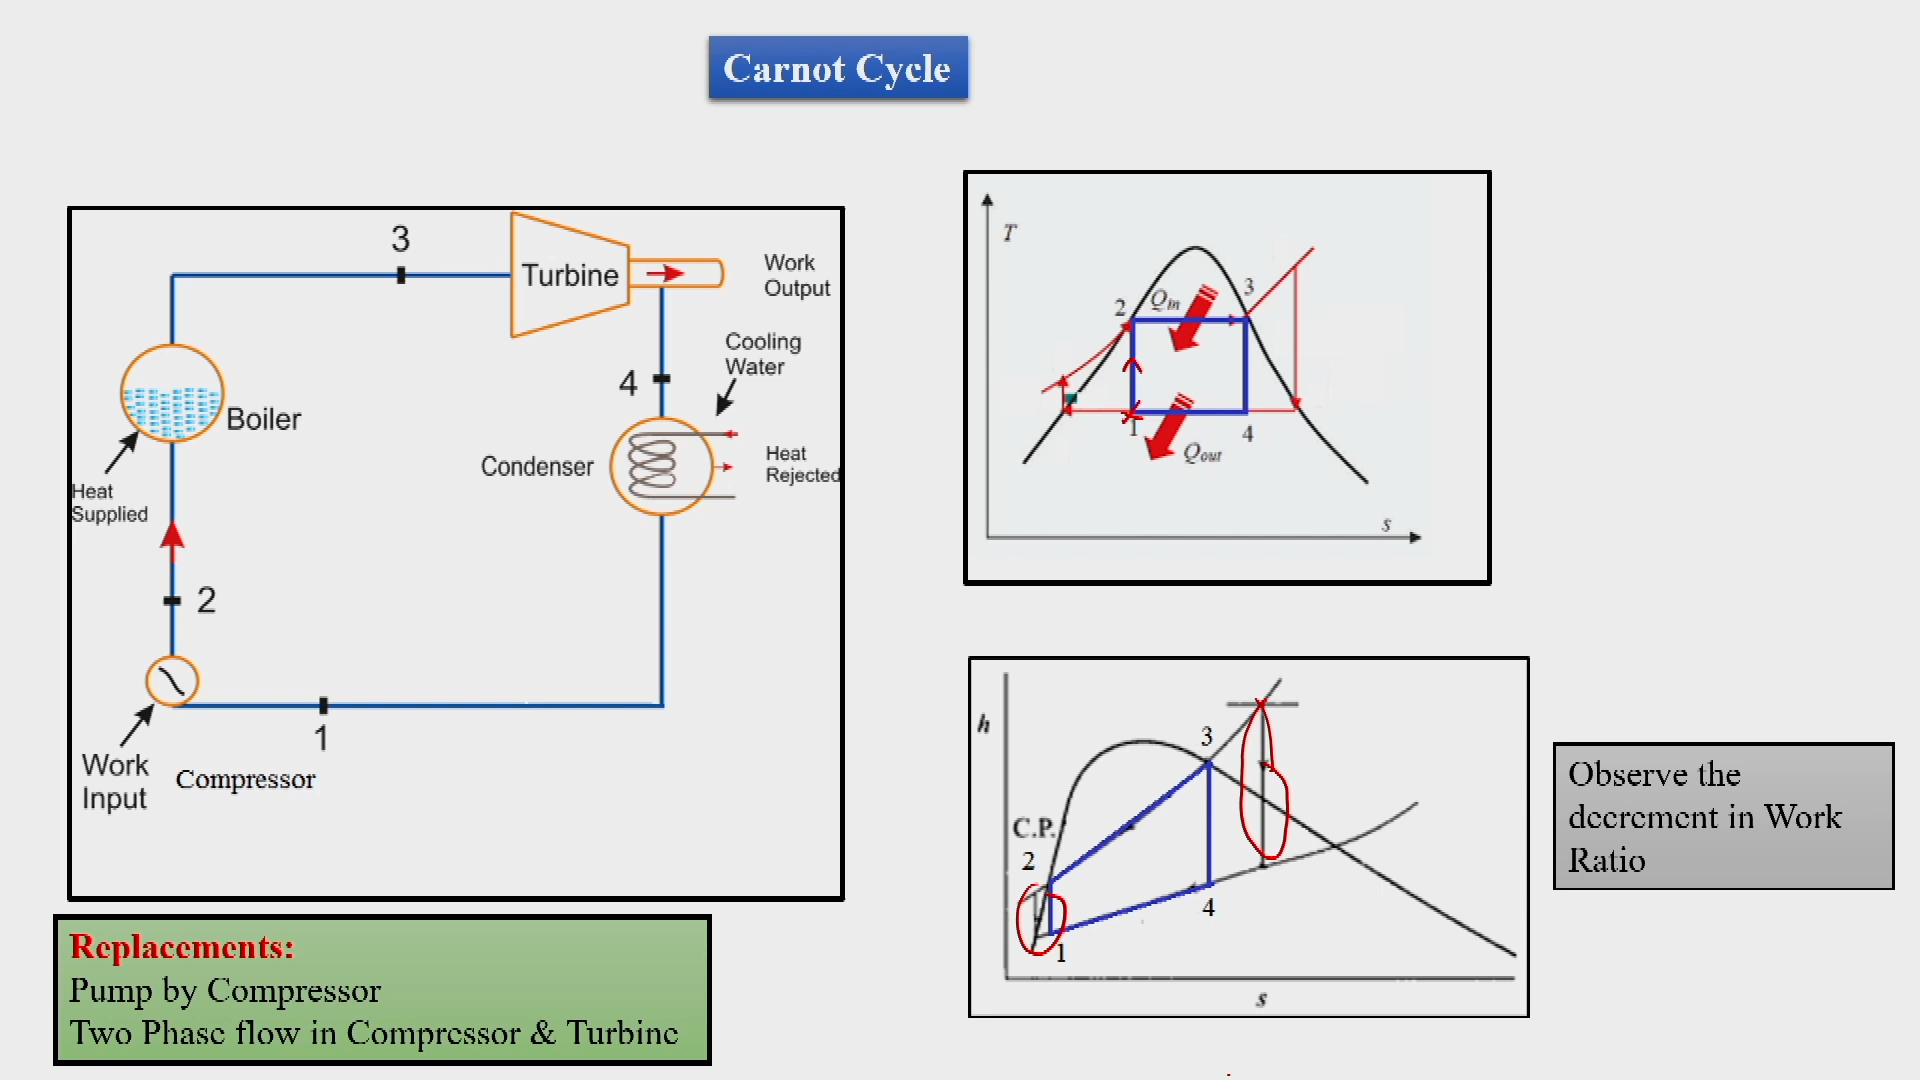 Carnot Cycle
3
Turbine
Work
Output
Cooling
Water
4
Boiler
Condenser
Heat
Rejected
Heat
Supplied
2
1
Work
Input
Compressor
T
3
2
Qin
1
4
Qout
s
h
3
C.P.
2
4
1
s
Observe the
decrement in Work
Ratio
Replacements:
Pump by Compressor
Two Phase flow in Compressor & Turbine